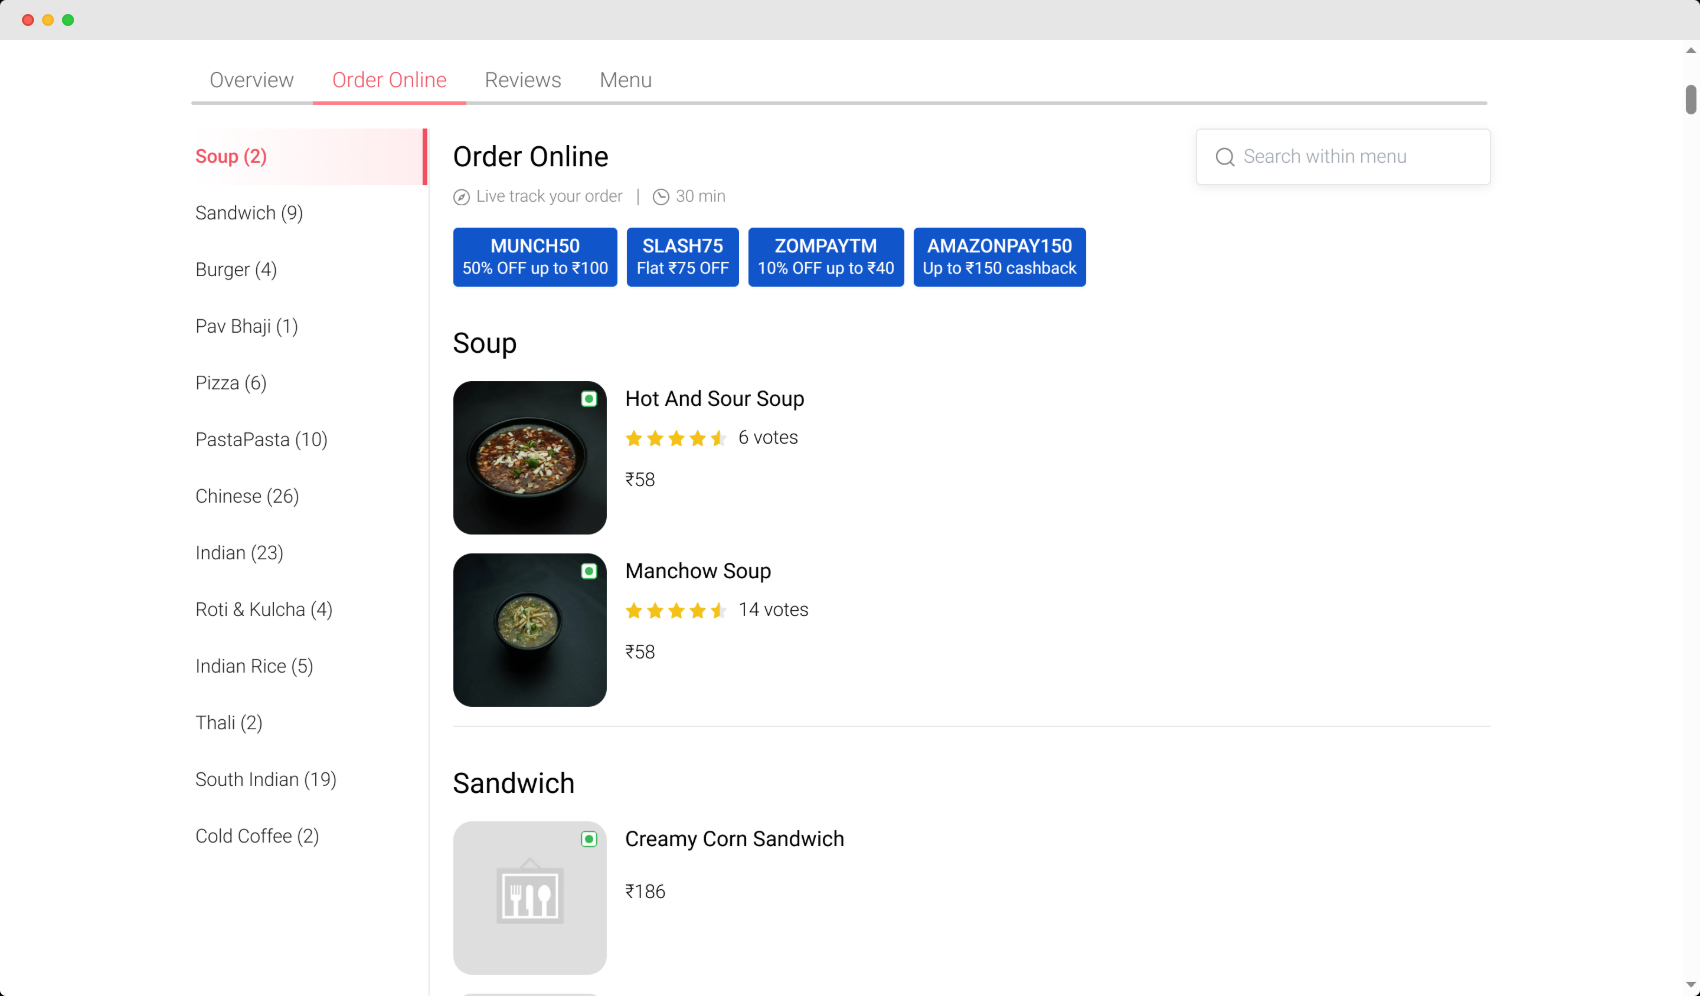 Overview Order Online Reviews Menu
Soup (2)
Sandwich (9)
Burger (4)
Pav Bhaji (1)
Pizza (6)
PastaPasta (10)
Chinese (26)
Indian (23)
Roti & Kulcha (4)
Indian Rice (5)
Thali (2)
South Indian (19)
Cold Coffee (2)
Order Online
Search within menu
Live track your order | 30 min
MUNCH50
50% OFF up to ₹100
SLASH75
Flat ₹75 OFF
ZOMPAYTM
10% OFF up to ₹40
AMAZONPAY150
Up to ₹150 cashback
Soup
Hot And Sour Soup
6 votes
₹58
Manchow Soup
14 votes
₹58
Sandwich
Creamy Corn Sandwich
₹186